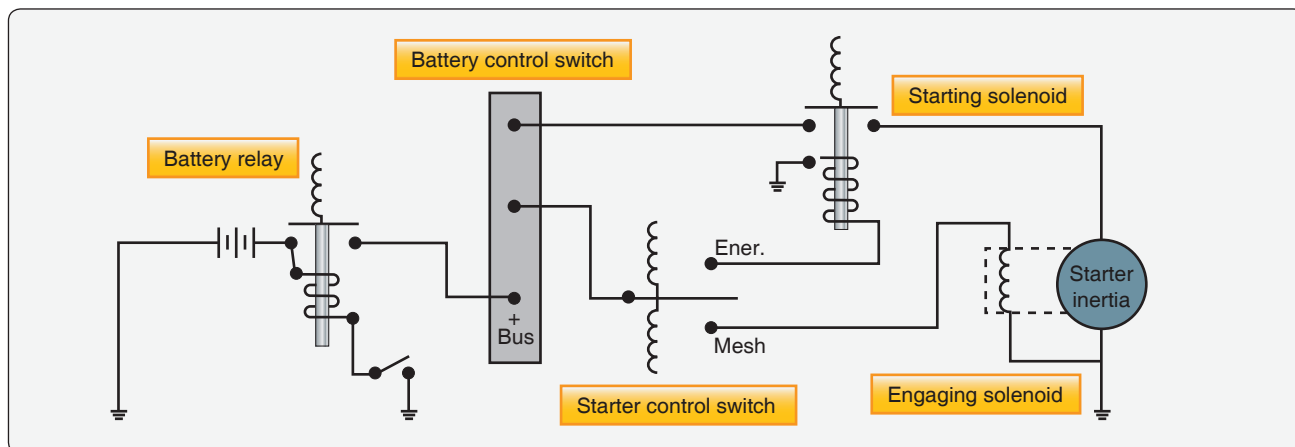 Battery control switch
Starting solenoid
Battery relay
Ener.
Starter
inertia
+
Bus
Mesh
Engaging solenoid
Starter control switch